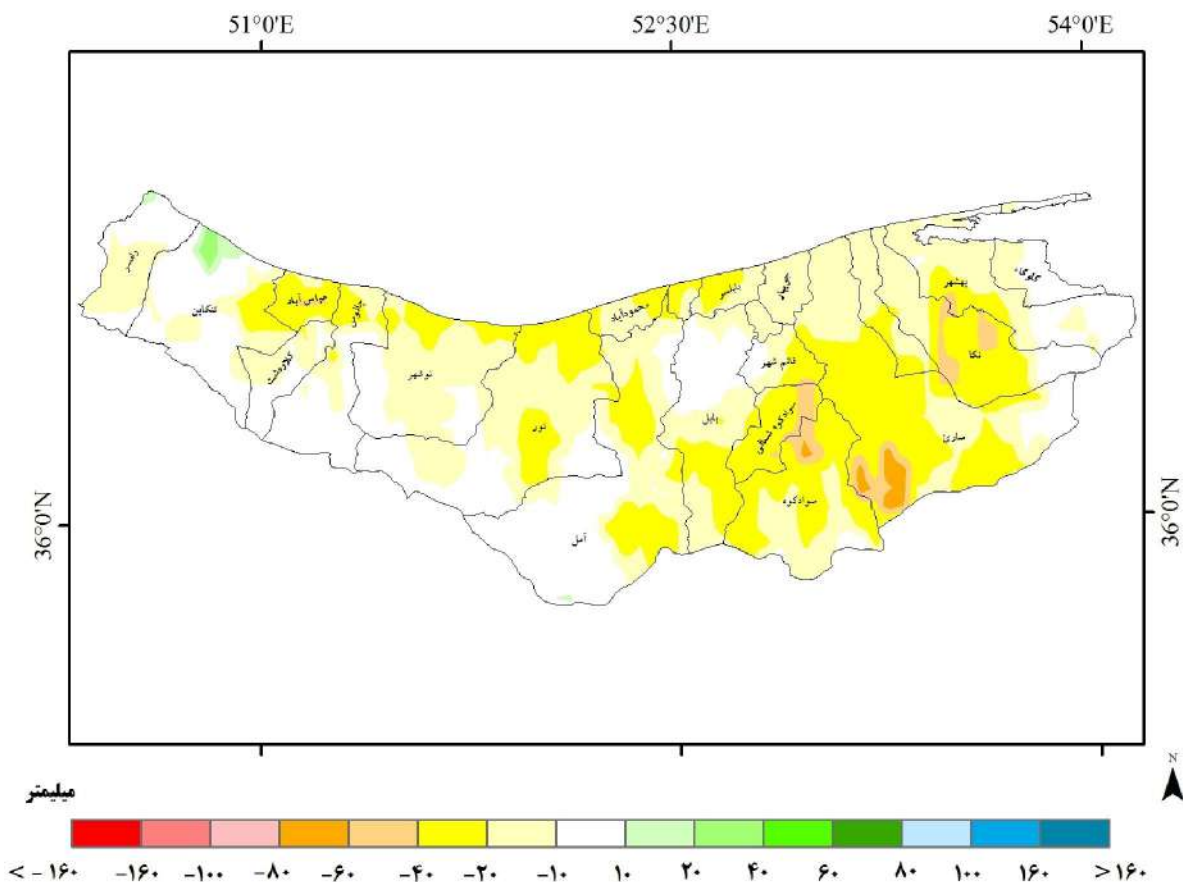 51°0'E 52°30'E 54°0'E
رامسر
تنکابن
عباس آباد
چالوس
کلاردشت
نوشهر
نور
محمودآباد
آمل
بابلسر
بابل
قائم شهر
سوادکوه شمالی
سوادکوه
ساری
نکا
بهشهر
گلوگاه
36°0'N 36°0'N
N
میلیمتر
< -۱۶۰ -۱۶۰ -۱۰۰ -۸۰ -۶۰ -۴۰ -۲۰ -۱۰ ۱۰ ۲۰ ۴۰ ۶۰ ۸۰ ۱۰۰ ۱۶۰ >۱۶۰